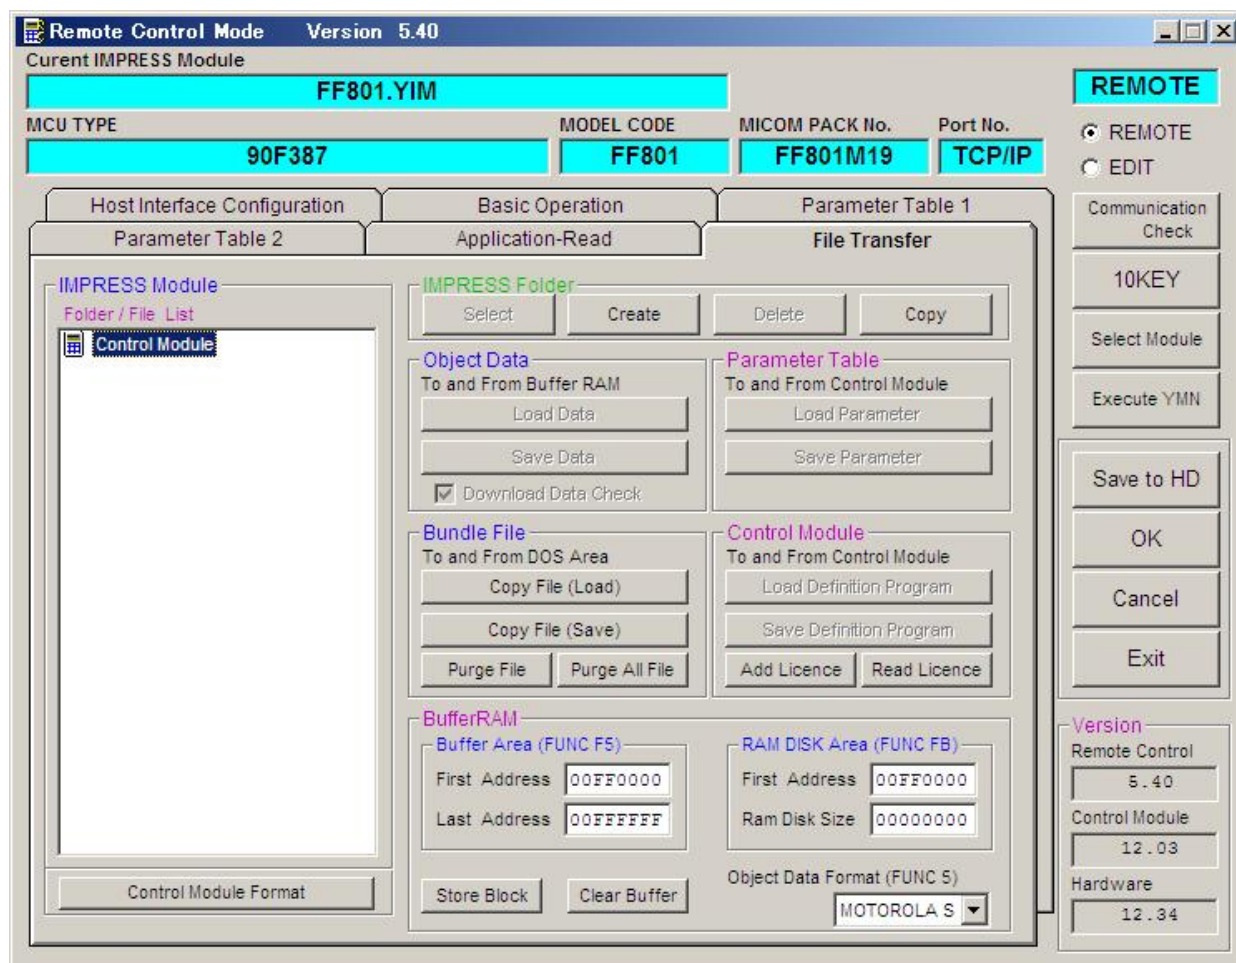 Remote Control Mode Version 5.40
Curent IMPRESS Module
FF801.YIM
REMOTE
MCU TYPE MODEL CODE MICOM PACK No. Port No.
90F387 FF801 FF801M19 TCP/IP
REMOTE
EDIT
Host Interface Configuration Basic Operation Parameter Table 1
Parameter Table 2 Application-Read File Transfer
Communication
Check
10KEY
Select Module
Execute YMN
Save to HD
OK
Cancel
Exit
IMPRESS Module
Folder / File List
Control Module
Control Module Format
IMPRESS Folder
Select Create Delete Copy
Object Data
To and From Buffer RAM
Load Data
Save Data
Download Data Check
Parameter Table
To and From Control Module
Load Parameter
Save Parameter
Bundle File
To and From DOS Area
Copy File (Load)
Copy File (Save)
Purge File Purge All File
Control Module
To and From Control Module
Load Definition Program
Save Definition Program
Add Licence Read Licence
BufferRAM
Buffer Area (FUNC F5)
First Address 00FF0000
Last Address 00FFFFFF
RAM DISK Area (FUNC FB)
First Address 00FF0000
Ram Disk Size 00000000
Store Block Clear Buffer
Object Data Format (FUNC 5)
MOTOROLA S
Version
Remote Control
5.40
Control Module
12.03
Hardware
12.34